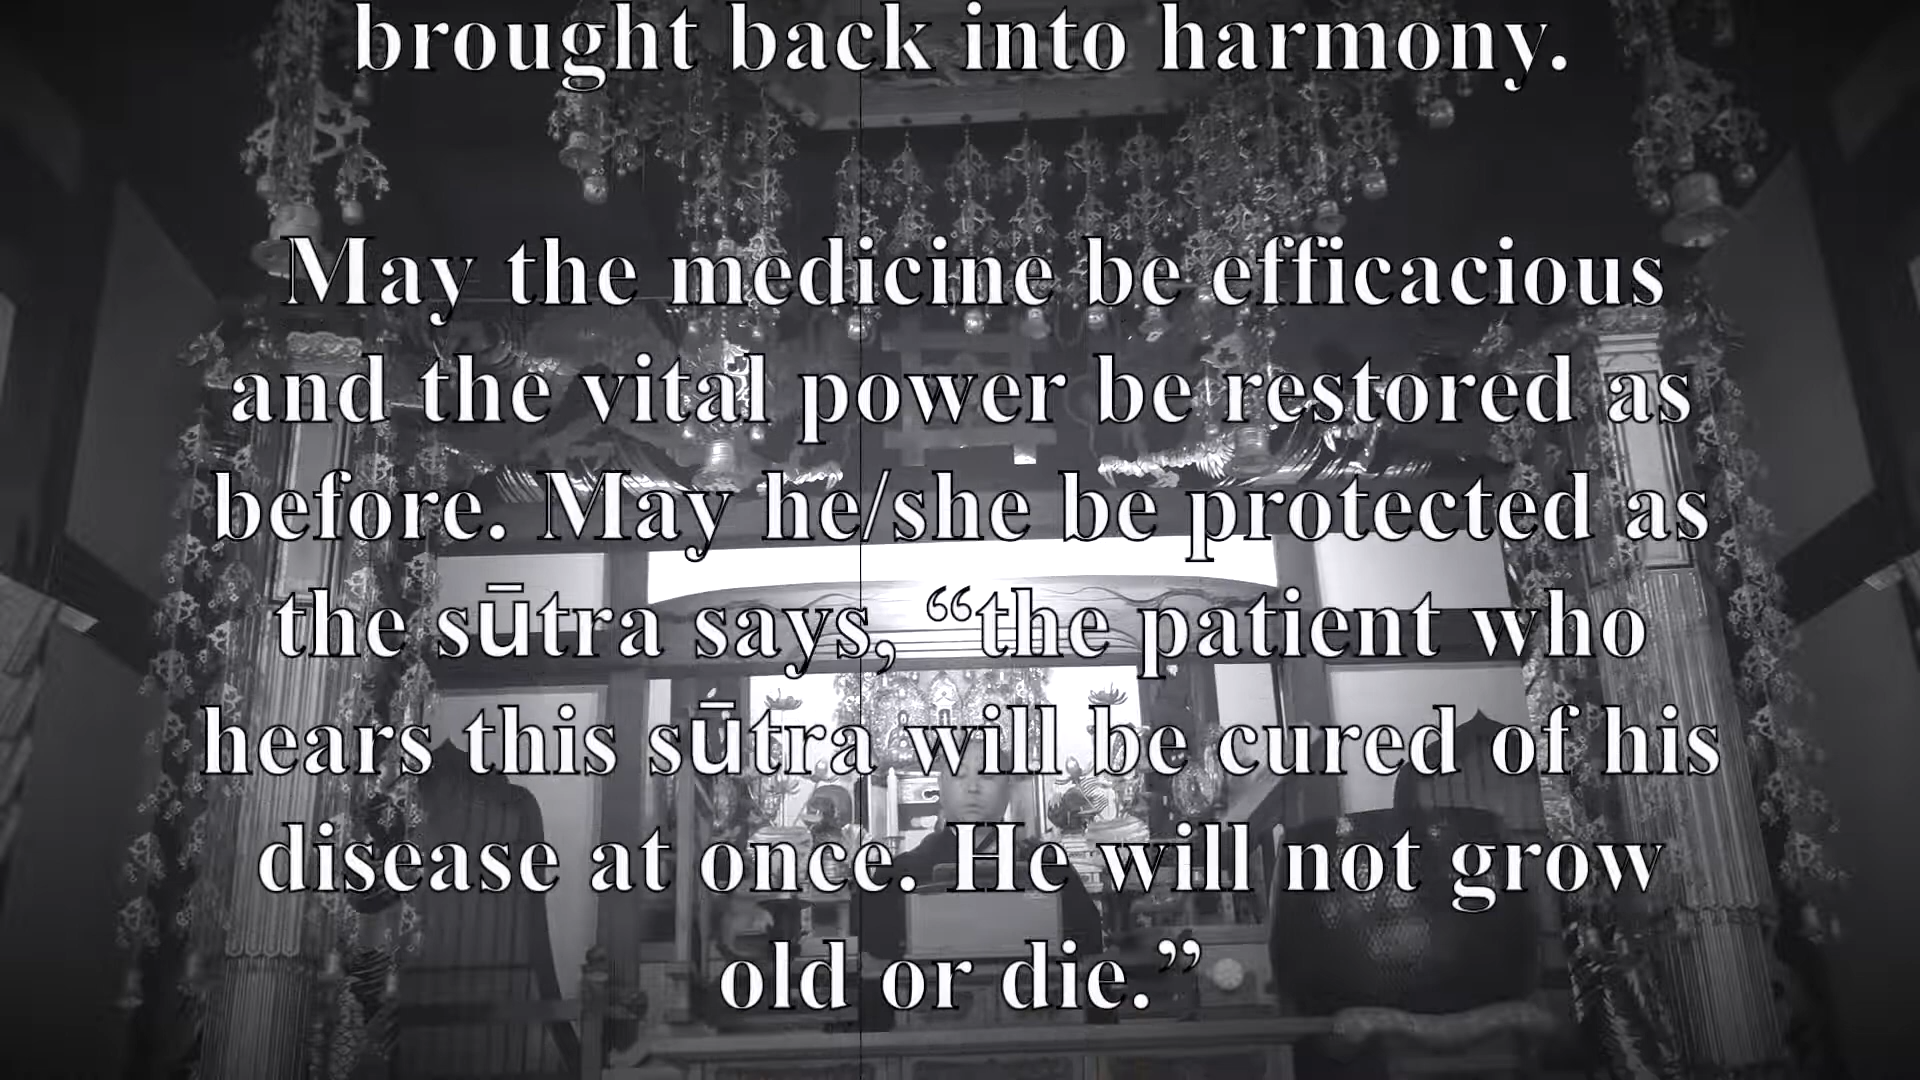 brought back into harmony.
May the medicine be efficacious
and the vital power be restored as
before. May he/she be protected as
the sūtra says, “the patient who
hears this sūtra will be cured of his
disease at once. He will not grow
old or die.”